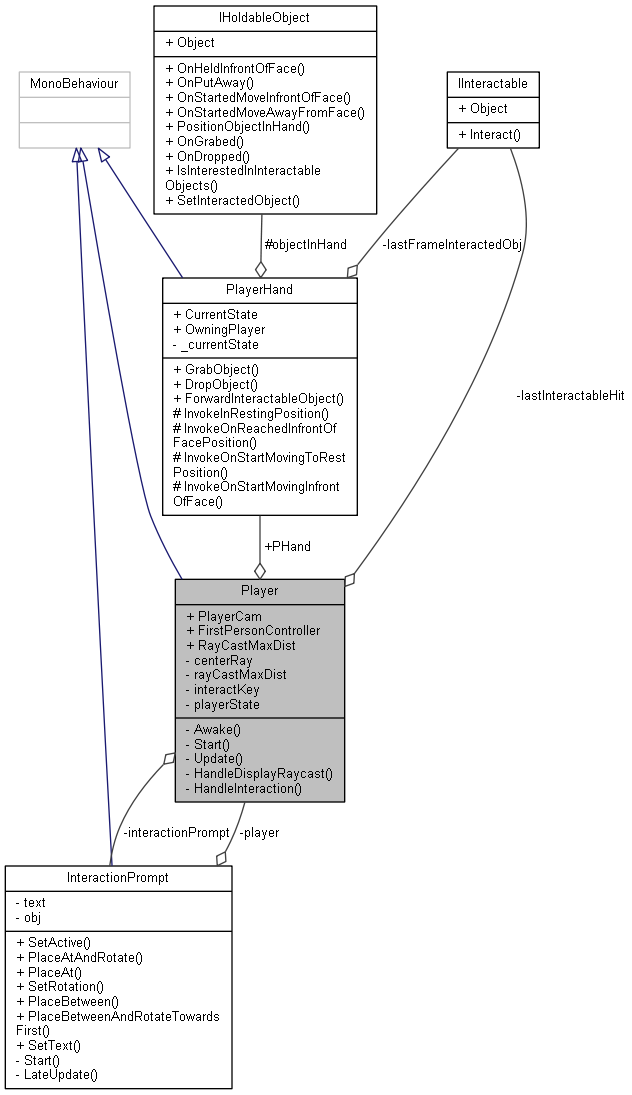 IHoldableObject
+ Object
+ OnHeldInfrontOfFace()
+ OnPutAway()
+ OnStartedMoveInfrontOfFace()
+ OnStartedMoveAwayFromFace()
+ PositionObjectInHand()
+ OnGrabed()
+ OnDropped()
+ IsInterestedInInteractable
Objects()
+ SetInteractedObject()
MonoBehaviour
IInteractable
+ Object
+ Interact()
#objectInHand
-lastFrameInteractedObj
PlayerHand
+ CurrentState
+ OwningPlayer
- _currentState
+ GrabObject()
+ DropObject()
+ ForwardInteractableObject()
# InvokeInRestingPosition()
# InvokeOnReachedInfrontOf
FacePosition()
# InvokeOnStartMovingToRest
Position()
# InvokeOnStartMovingInfront
OfFace()
-lastInteractableHit
+PHand
Player
+ PlayerCam
+ FirstPersonController
+ RayCastMaxDist
- centerRay
- rayCastMaxDist
- interactKey
- playerState
- Awake()
- Start()
- Update()
- HandleDisplayRaycast()
- HandleInteraction()
-interactionPrompt
-player
InteractionPrompt
- text
- obj
+ SetActive()
+ PlaceAtAndRotate()
+ PlaceAt()
+ SetRotation()
+ PlaceBetween()
+ PlaceBetweenAndRotateTowards
First()
+ SetText()
- Start()
- LateUpdate()